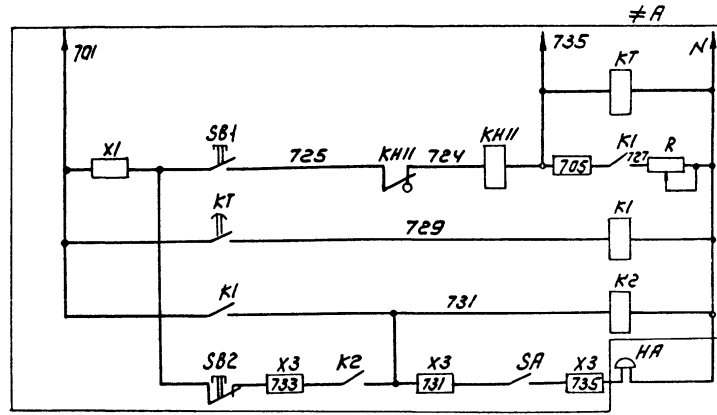 ≠A
701
735
N
KT
SB1
X1
725
KH11
724
KH11
705
K1
727
R
KT
729
K1
K1
731
K2
SB2
X3
733
K2
X3
731
SA
X3
735
HA